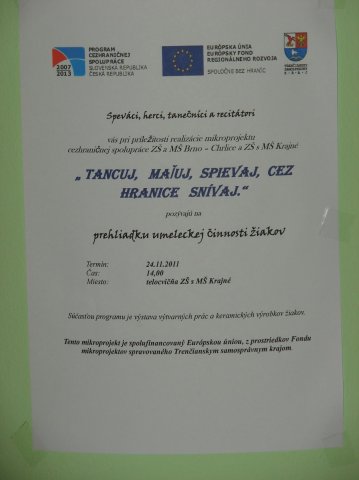 PROGRAM
CEZHRANIČNEJ
SPOLUPRÁCE
SLOVENSKÁ REPUBLIKA
ČESKÁ REPUBLIKA
2007
2013
EURÓPSKA ÚNIA
EURÓPSKY FOND
REGIONÁLNEHO ROZVOJA
SPOLOČNE BEZ HRANÍC
Speváci, herci, tanečníci a recitátori
vás pri príležitosti realizácie mikroprojektu
cezhraničnej spolupráce ZŠ a MŠ Brno – Chrlice a ZŠ s MŠ Krajné
„ TANCUJ, MAĽUJ, SPIEVAJ, CEZ
HRANICE SNÍVAJ.“
pozývajú na
prehliadku umeleckej činnosti žiakov
Termín: 24.11.2011
Čas: 14,00
Miesto: telocvičňa ZŠ s MŠ Krajné
Súčasťou programu je výstava výtvarných prác a keramických výrobkov žiakov.
Tento mikroprojekt je spolufinancovaný Európskou úniou, z prostriedkov Fondu
mikroprojektov spravovaného Trenčianskym samosprávnym krajom.